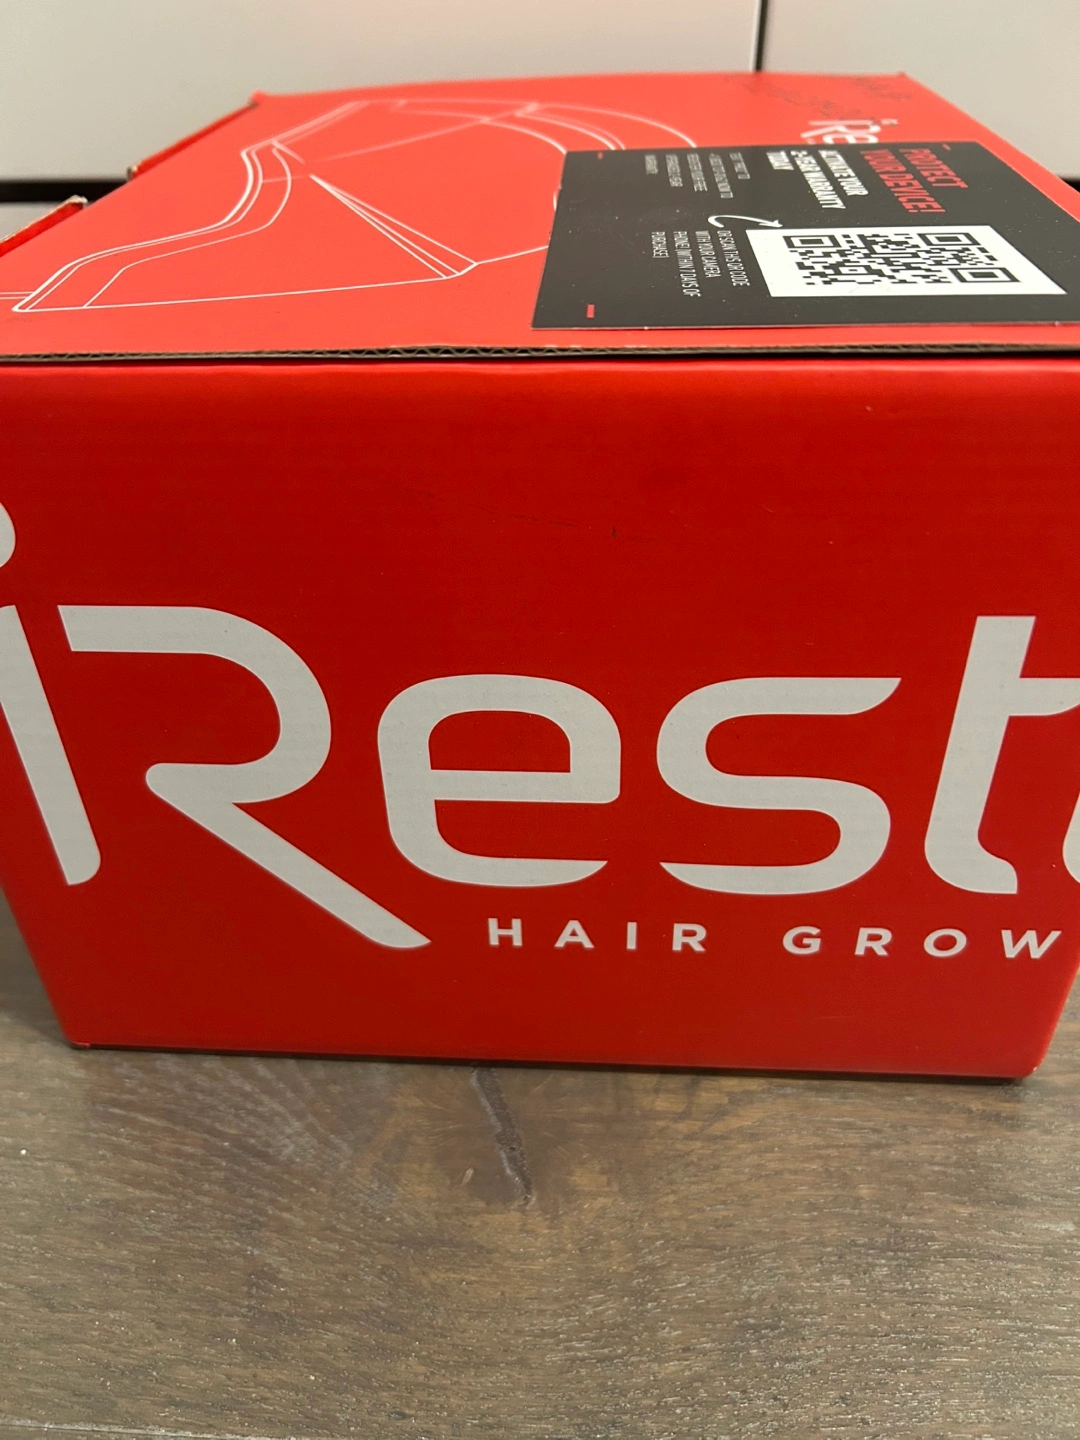 iRe
PROTECT
YOUR DEVICE!
ACTIVATE YOUR
2-YEAR WARRANTY
TODAY
OR SCAN THIS QR CODE
WITH YOUR CAMERA
PHONE! (WITHIN 7 DAYS OF
PURCHASE)
iRest
HAIR GROW